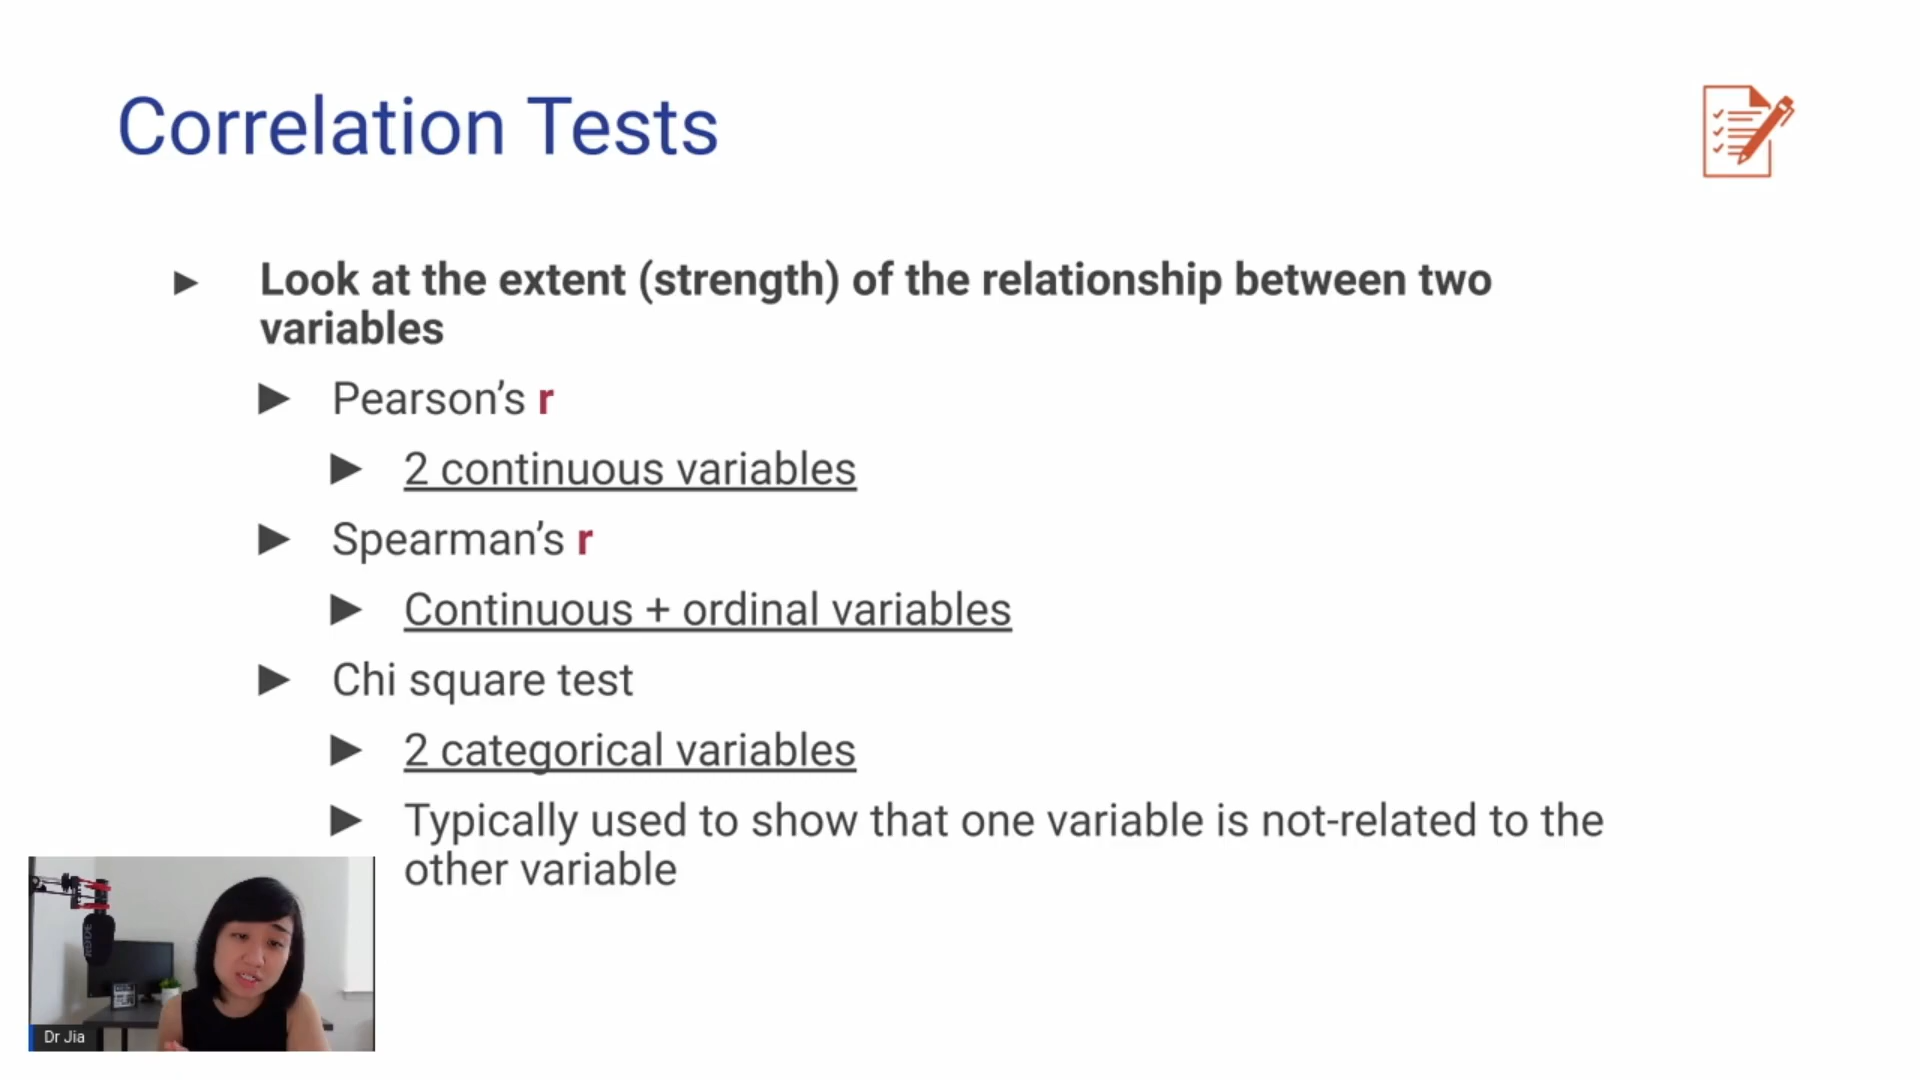 Correlation Tests
Look at the extent (strength) of the relationship between two
variables
Pearson’s r
2 continuous variables
Spearman’s r
Continuous + ordinal variables
Chi square test
2 categorical variables
Typically used to show that one variable is not-related to the
other variable
RODE
Dr Jia